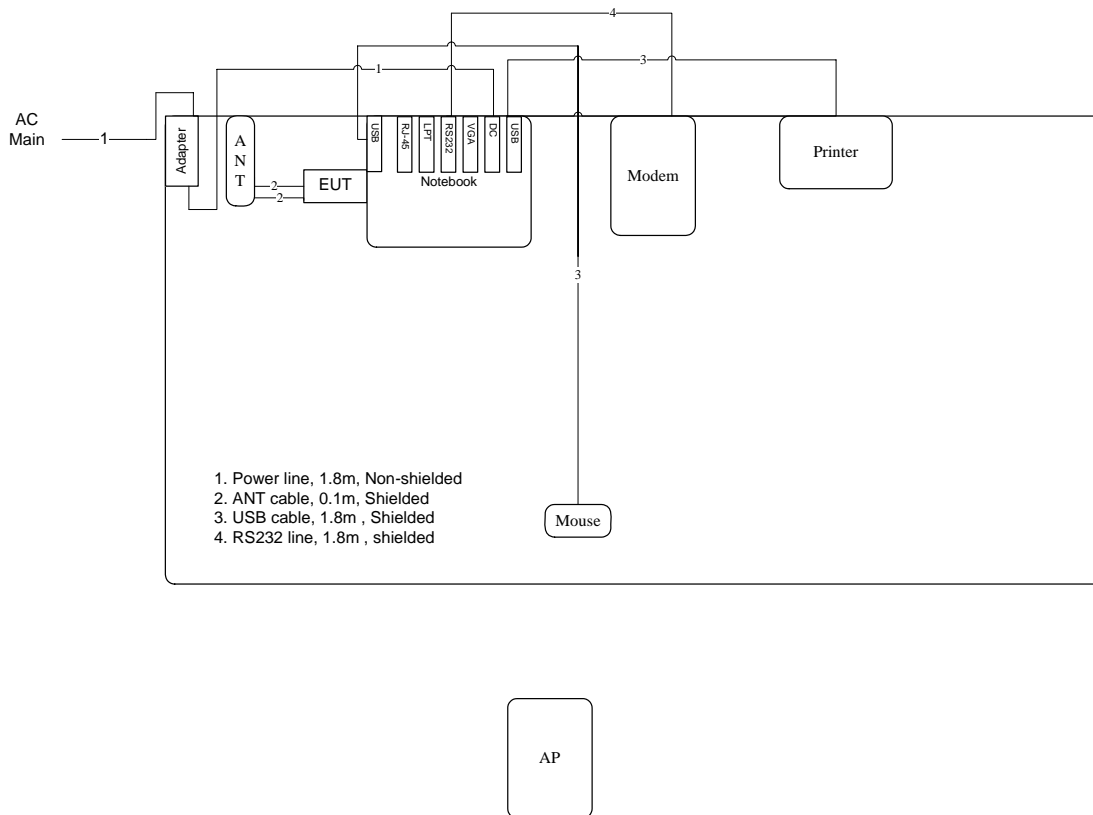 4
3
1
AC
Main
1
Adapter
ANT
2
2
EUT
USB
RJ-45
LPT
RS232
VGA
DC
USB
Notebook
Modem
Printer
3
1. Power line, 1.8m, Non-shielded
2. ANT cable, 0.1m, Shielded
3. USB cable, 1.8m , Shielded
4. RS232 line, 1.8m , shielded
Mouse
AP